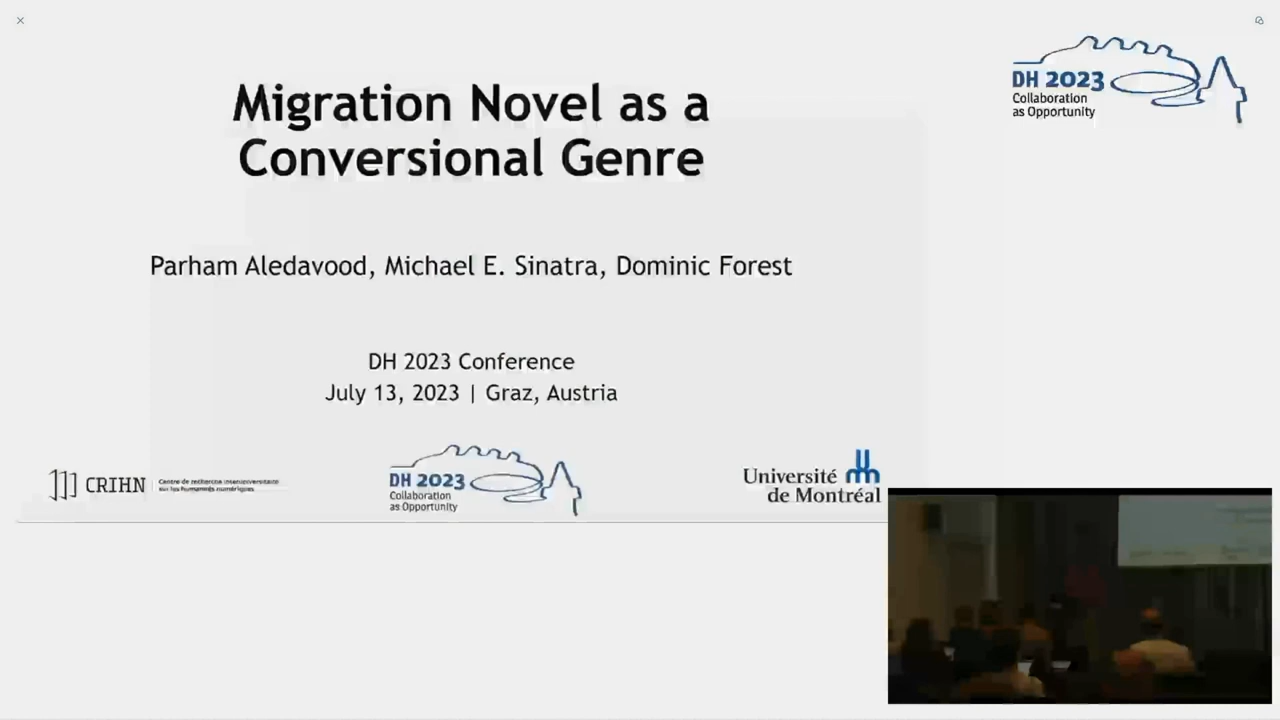 DH 2023
Collaboration
as Opportunity
Migration Novel as a
Conversional Genre
Parham Aledavood, Michael E. Sinatra, Dominic Forest
DH 2023 Conference
July 13, 2023 | Graz, Austria
CRIHN
Centre de recherche interuniversitaire
sur les humanités numériques
DH 2023
Collaboration
as Opportunity
Université
de Montréal